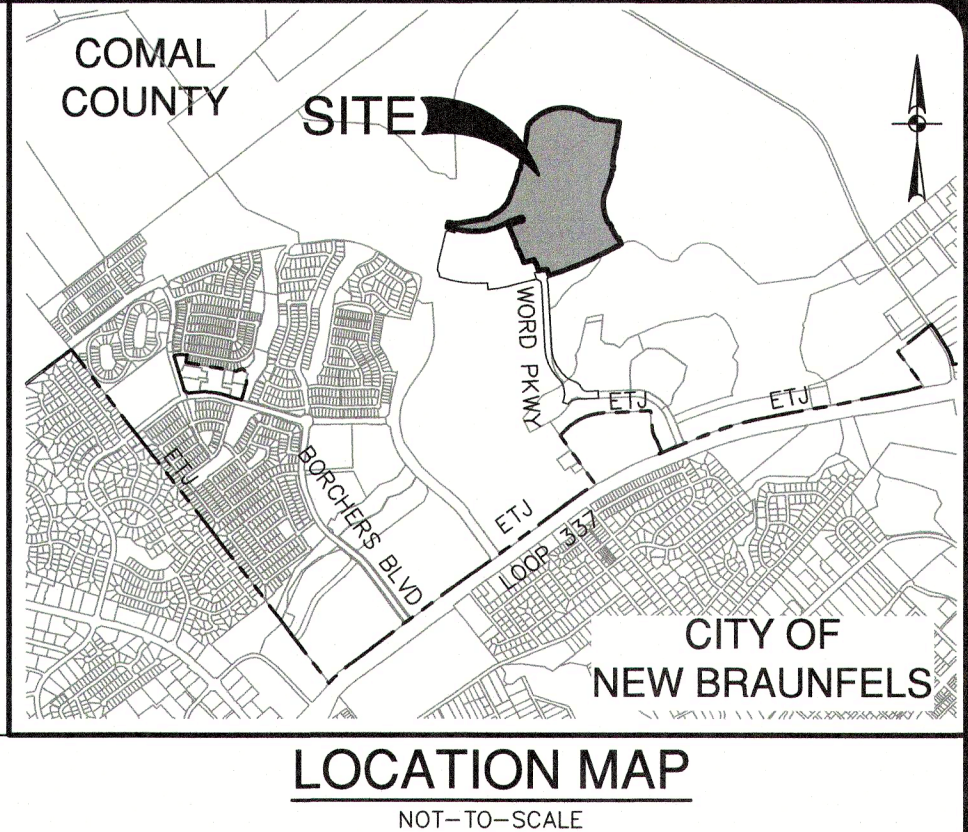 COMAL
COUNTY
SITE
WORD PKWY
ETJ
ETJ
ETJ
BORCHERS BLVD
ETJ
LOOP 337
CITY OF
NEW BRAUNFELS
LOCATION MAP
NOT-TO-SCALE